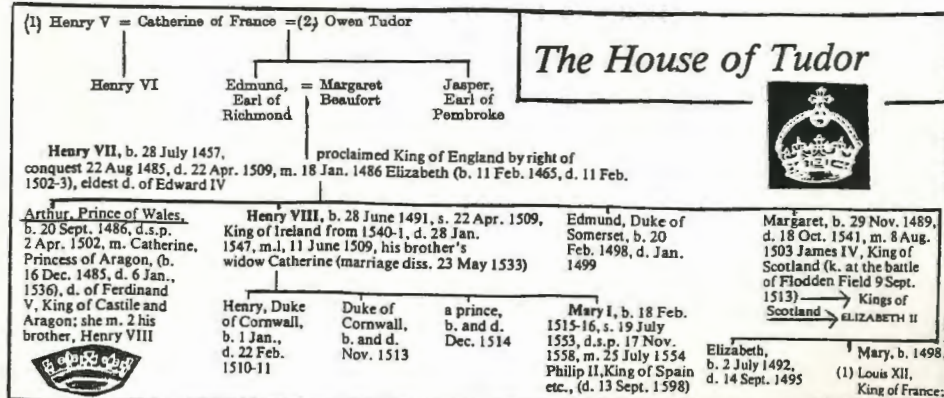 (1) Henry V = Catherine of France = (2) Owen Tudor
The House of Tudor
Henry VI
Edmund, = Margaret
Earl of Beaufort
Richmond
Jasper,
Earl of
Pembroke
Henry VII, b. 28 July 1457, proclaimed King of England by right of
conquest 22 Aug 1485, d. 22 Apr. 1509, m. 18 Jan. 1486 Elizabeth (b. 11 Feb. 1465, d. 11 Feb.
1502-3), eldest d. of Edward IV
Arthur, Prince of Wales,
b. 20 Sept. 1486, d.s.p.
2 Apr. 1502, m. Catherine,
Princess of Aragon, (b.
16 Dec. 1485, d. 6 Jan.,
1536), d. of Ferdinand
V, King of Castile and
Aragon; she m. 2 his
brother, Henry VIII
Henry VIII, b. 28 June 1491, s. 22 Apr. 1509,
King of Ireland from 1540-1, d. 28 Jan.
1547, m.1, 11 June 1509, his brother's
widow Catherine (marriage diss. 23 May 1533)
Edmund, Duke of
Somerset, b. 20
Feb. 1498, d. Jan.
1499
Margaret, b. 29 Nov. 1489,
d. 18 Oct. 1541, m. 8 Aug.
1503 James IV, King of
Scotland (k. at the battle
of Flodden Field 9 Sept.
1513) → Kings of
Scotland → ELIZABETH II
Henry, Duke
of Cornwall,
b. 1 Jan.,
d. 22 Feb.
1510-11
Duke of
Cornwall,
b. and d.
Nov. 1513
a prince,
b. and d.
Dec. 1514
Mary I, b. 18 Feb.
1515-16, s. 19 July
1553, d.s.p. 17 Nov.
1558, m. 25 July 1554
Philip II, King of Spain
etc., (d. 13 Sept. 1598)
Elizabeth,
b. 2 July 1492,
d. 14 Sept. 1495
Mary, b. 1498
(1) Louis XII,
King of France;